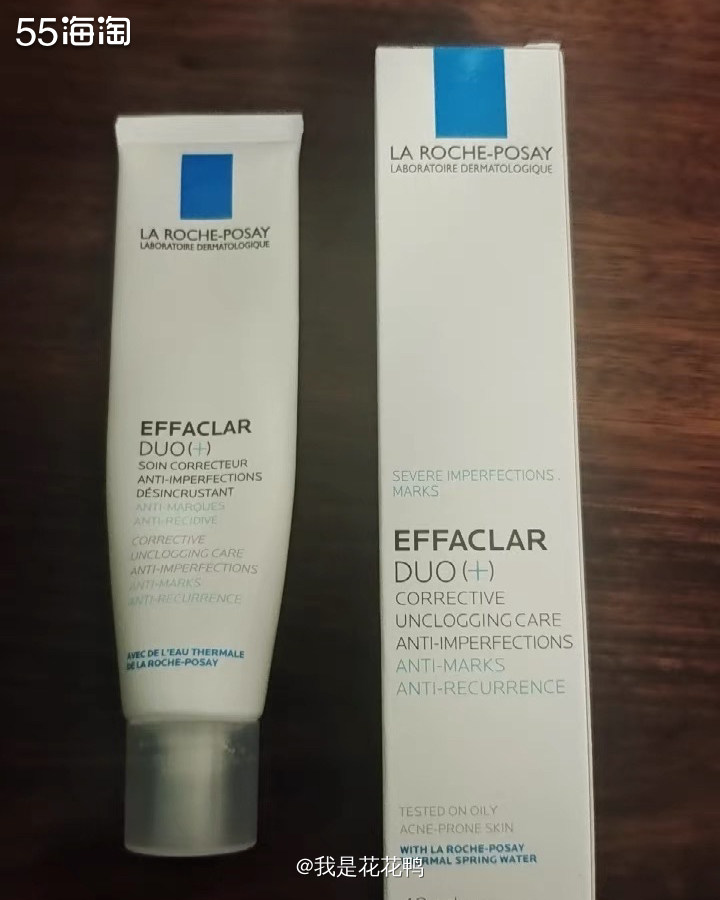 55海淘
LA ROCHE-POSAY
LABORATOIRE DERMATOLOGIQUE
EFFACLAR
DUO(+)
SOIN CORRECTEUR
ANTI-IMPERFECTIONS
DÉSINCRUSTANT
ANTI-MARQUES
ANTI-RÉCIDIVE
CORRECTIVE
UNCLOGGING CARE
ANTI-IMPERFECTIONS
ANTI-MARKS
ANTI-RECURRENCE
AVEC DE L'EAU THERMALE
DE LA ROCHE-POSAY
LA ROCHE-POSAY
LABORATOIRE DERMATOLOGIQUE
SEVERE IMPERFECTIONS .
MARKS
EFFACLAR
DUO(+)
CORRECTIVE
UNCLOGGING CARE
ANTI-IMPERFECTIONS
ANTI-MARKS
ANTI-RECURRENCE
TESTED ON OILY
ACNE-PRONE SKIN
WITH LA ROCHE-POSAY
SPRING WATER
@我是花花鸭